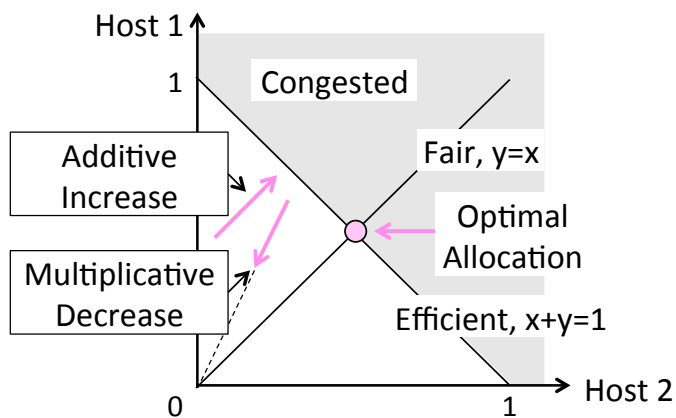 Host 1
1
Congested
Additive
Increase
Fair, y=x
Optimal
Allocation
Multiplicative
Decrease
Efficient, x+y=1
0
1
Host 2